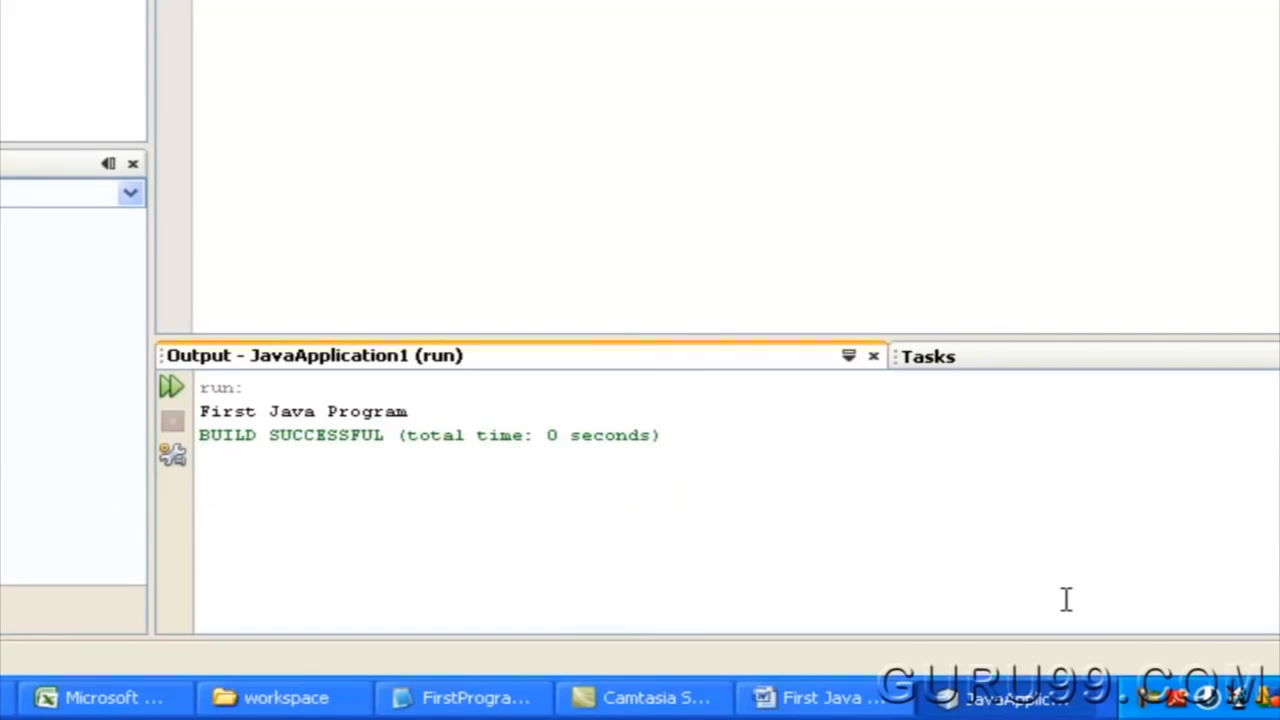 Output - JavaApplication1 (run)
Tasks
run:
First Java Program
BUILD SUCCESSFUL (total time: 0 seconds)
Microsoft ...
workspace
FirstProgra...
Camtasia S...
First Java ...
JavaApplic...
GURU99.COM